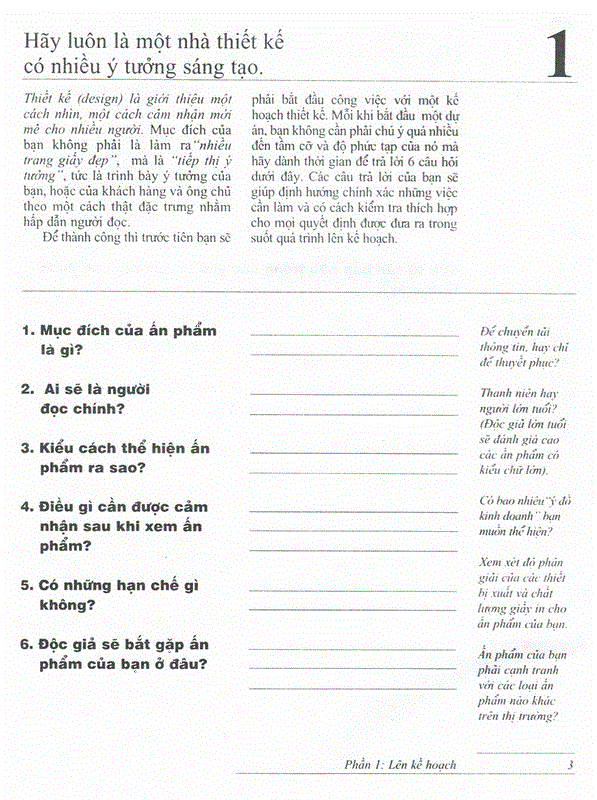 Hãy luôn là một nhà thiết kế
có nhiều ý tưởng sáng tạo.
1
Thiết kế (design) là giới thiệu một
cách nhìn, một cách cảm nhận mới
mẻ cho nhiều người. Mục đích của
bạn không phải là làm ra "nhiều
trang giấy đẹp", mà là "tiếp thị ý
tưởng", tức là trình bày ý tưởng của
bạn, hoặc của khách hàng và ông chủ
theo một cách thật đặc trưng nhằm
hấp dẫn người đọc.
Để thành công thì trước tiên bạn sẽ
phải bắt đầu công việc với một kế
hoạch thiết kế. Mỗi khi bắt đầu một dự
án, bạn không cần phải chú ý quá nhiều
đến tầm cỡ và độ phức tạp của nó mà
hãy dành thời gian để trả lời 6 câu hỏi
dưới đây. Các câu trả lời của bạn sẽ
giúp định hướng chính xác những việc
cần làm và có cách kiểm tra thích hợp
cho mọi quyết định được đưa ra trong
suốt quá trình lên kế hoạch.
1. Mục đích của ấn phẩm
là gì?
Để chuyển tải
thông tin, hay chỉ
để thuyết phục?
2. Ai sẽ là người
đọc chính?
Thanh niên hay
người lớn tuổi?
(Độc giả lớn tuổi
sẽ đánh giá cao
các ấn phẩm có
kiểu chữ lớn).
3. Kiểu cách thể hiện ấn
phẩm ra sao?
4. Điều gì cần được cảm
nhận sau khi xem ấn
phẩm?
Có bao nhiêu "ý đồ
kinh doanh" bạn
muốn thể hiện?
5. Có những hạn chế gì
không?
Xem xét độ phân
giải của các thiết
bị xuất và chất
lượng giấy in cho
ấn phẩm của bạn.
6. Độc giả sẽ bắt gặp ấn
phẩm của bạn ở đâu?
Ấn phẩm của bạn
phải cạnh tranh
với các loại ấn
phẩm nào khác
trên thị trường?
Phần 1: Lên kế hoạch 3